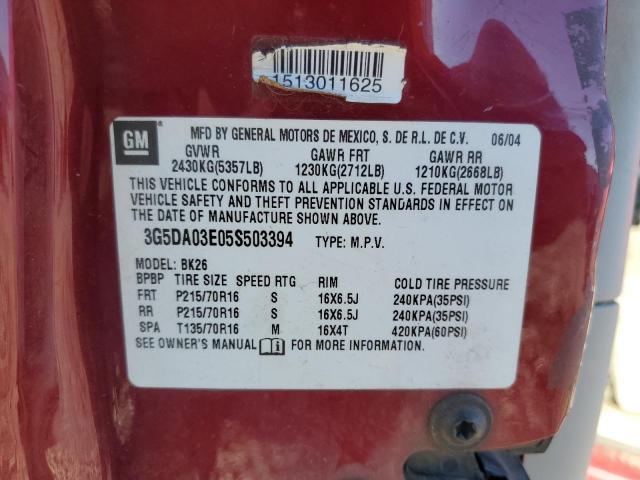 1513011625
GM
MFD BY GENERAL MOTORS DE MEXICO, S. DE R.L. DE C.V. 06/04
GVWR GAWR FRT GAWR RR
2430KG(5357LB) 1230KG(2712LB) 1210KG(2668LB)
THIS VEHICLE CONFORMS TO ALL APPLICABLE U.S. FEDERAL MOTOR
VEHICLE SAFETY AND THEFT PREVENTION STANDARDS IN EFFECT ON
THE DATE OF MANUFACTURE SHOWN ABOVE.
3G5DA03E05S503394 TYPE: M.P.V.
MODEL: BK26
BPBP TIRE SIZE SPEED RTG RIM COLD TIRE PRESSURE
FRT P215/70R16 S 16X6.5J 240KPA(35PSI)
RR P215/70R16 S 16X6.5J 240KPA(35PSI)
SPA T135/70R16 M 16X4T 420KPA(60PSI)
SEE OWNER'S MANUAL FOR MORE INFORMATION.